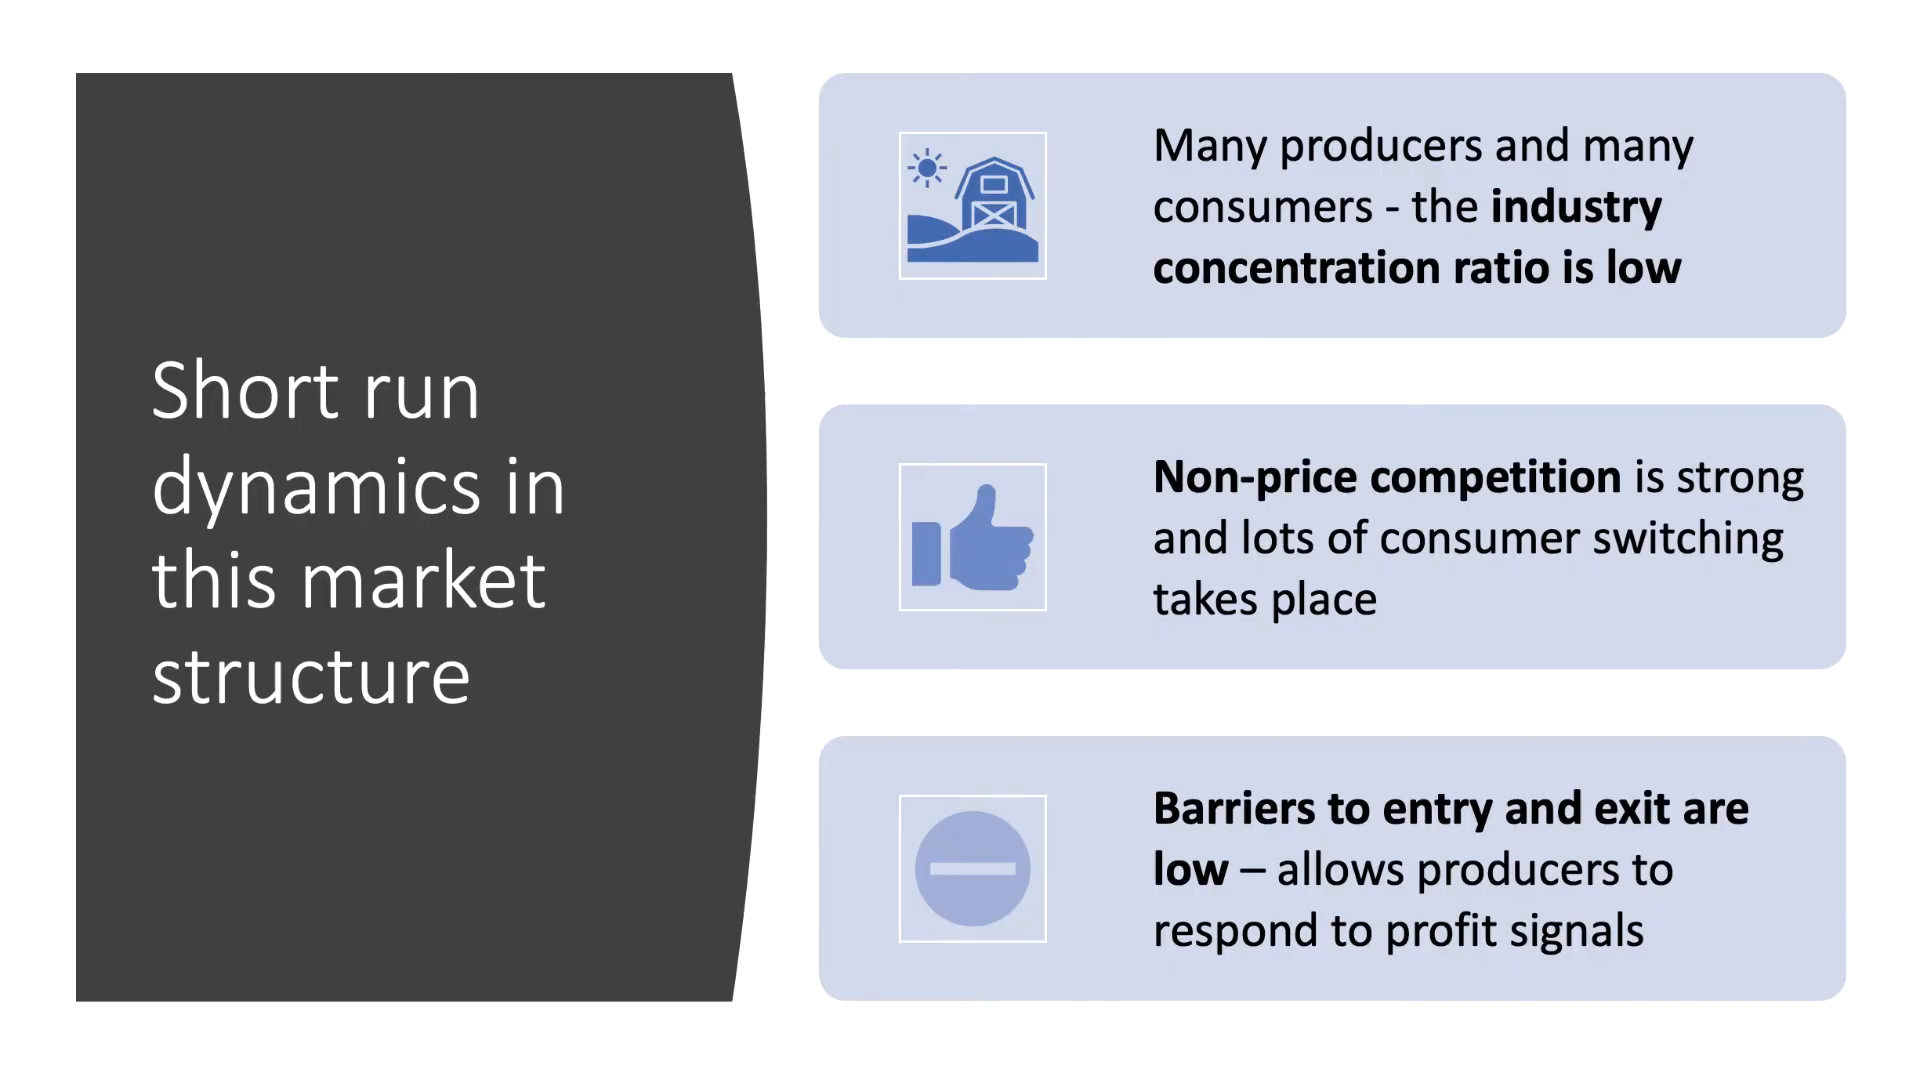 Short run
dynamics in
this market
structure
Many producers and many
consumers - the industry
concentration ratio is low
Non-price competition is strong
and lots of consumer switching
takes place
Barriers to entry and exit are
low – allows producers to
respond to profit signals